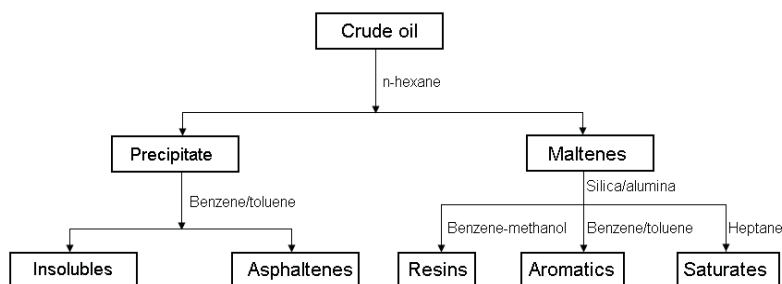 Crude oil
n-hexane
Precipitate
Maltenes
Silica/alumina
Benzene/toluene
Benzene-methanol
Benzene/toluene
Heptane
Insolubles
Asphaltenes
Resins
Aromatics
Saturates